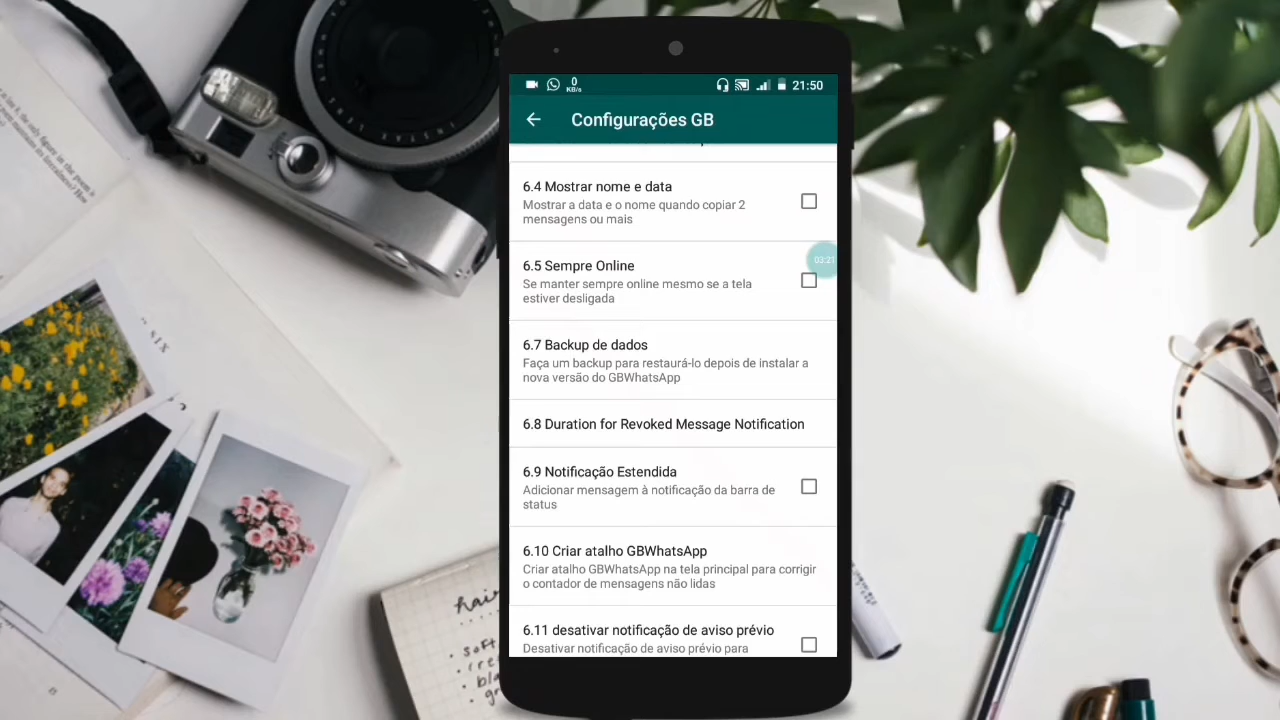 0
KB/s
21:50
Configurações GB
6.4 Mostrar nome e data
Mostrar a data e o nome quando copiar 2
mensagens ou mais
03:21
6.5 Sempre Online
Se manter sempre online mesmo se a tela
estiver desligada
6.7 Backup de dados
Faça um backup para restaurá-lo depois de instalar a
nova versão do GBWhatsApp
6.8 Duration for Revoked Message Notification
6.9 Notificação Estendida
Adicionar mensagem à notificação da barra de
status
6.10 Criar atalho GBWhatsApp
Criar atalho GBWhatsApp na tela principal para corrigir
o contador de mensagens não lidas
6.11 desativar notificação de aviso prévio
Desativar notificação de aviso prévio para